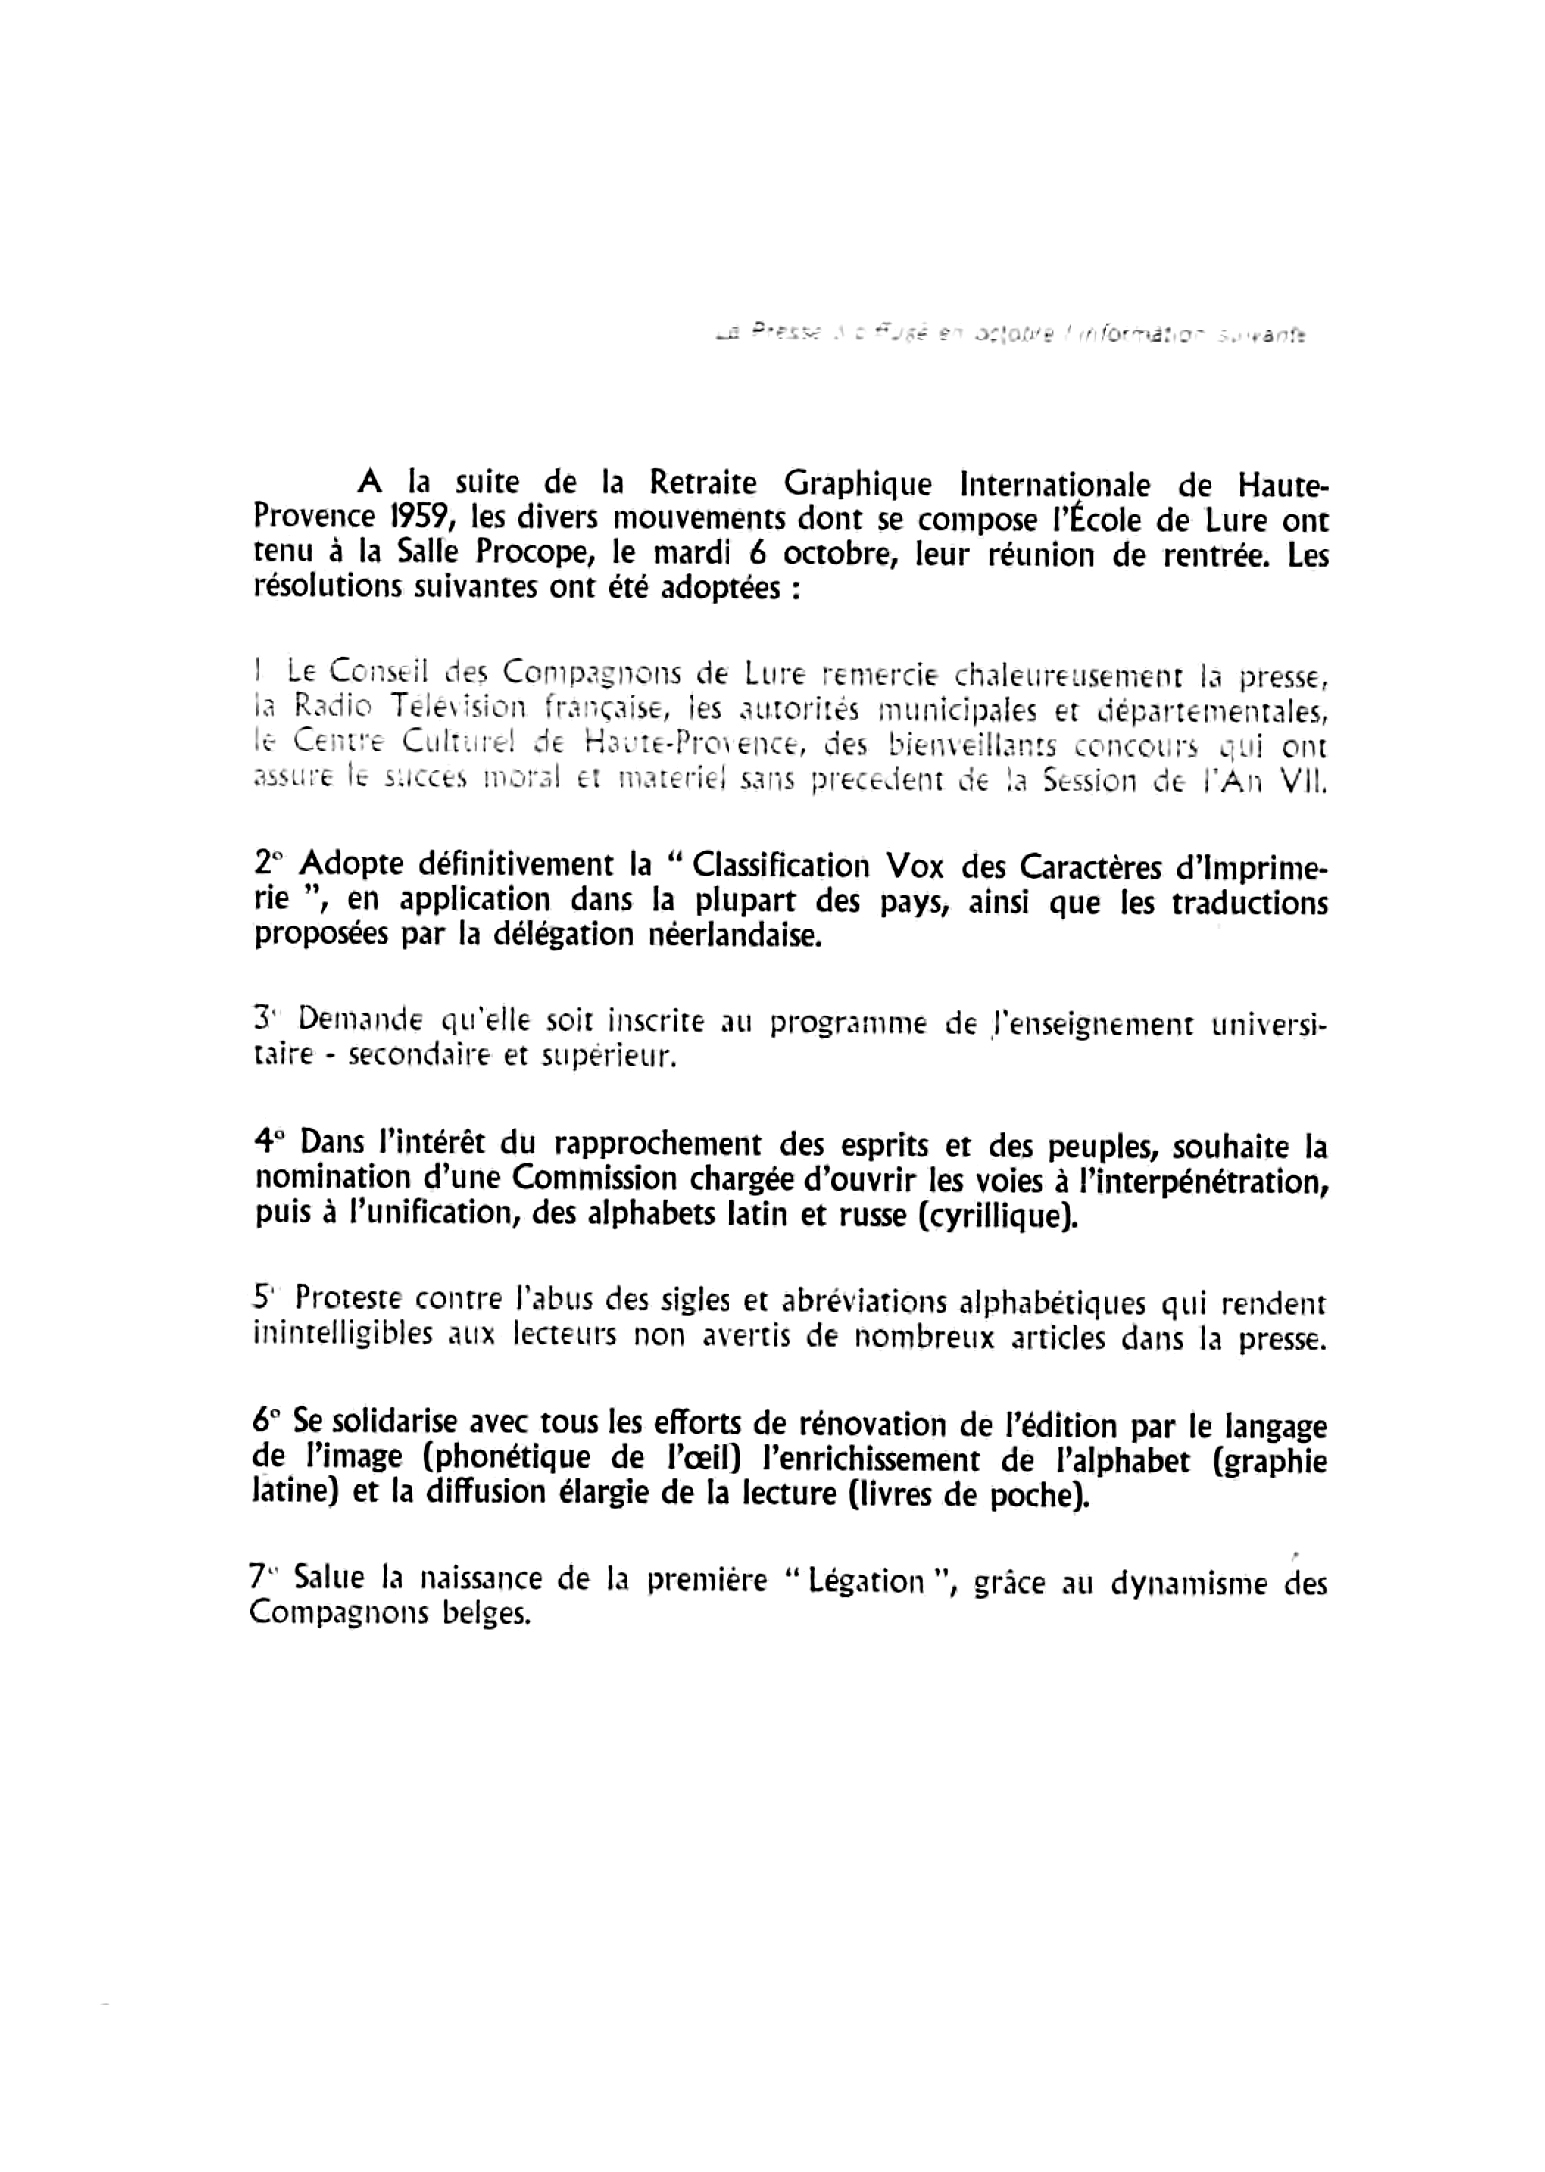 La Presse a diffusé en octobre l'information suivante
A la suite de la Retraite Graphique Internationale de Haute-
Provence 1959, les divers mouvements dont se compose l'École de Lure ont
tenu à la Salle Procope, le mardi 6 octobre, leur réunion de rentrée. Les
résolutions suivantes ont été adoptées :
1 Le Conseil des Compagnons de Lure remercie chaleureusement la presse,
la Radio Télévision française, les autorités municipales et départementales,
le Centre Culturel de Haute-Provence, des bienveillants concours qui ont
assuré le succès moral et matériel sans précédent de la Session de l'An VII.
2° Adopte définitivement la “ Classification Vox des Caractères d'Imprime-
rie ”, en application dans la plupart des pays, ainsi que les traductions
proposées par la délégation néerlandaise.
3° Demande qu'elle soit inscrite au programme de l'enseignement universi-
taire - secondaire et supérieur.
4° Dans l'intérêt du rapprochement des esprits et des peuples, souhaite la
nomination d'une Commission chargée d'ouvrir les voies à l'interpénétration,
puis à l'unification, des alphabets latin et russe (cyrillique).
5° Proteste contre l'abus des sigles et abréviations alphabétiques qui rendent
inintelligibles aux lecteurs non avertis de nombreux articles dans la presse.
6° Se solidarise avec tous les efforts de rénovation de l'édition par le langage
de l'image (phonétique de l'œil) l'enrichissement de l'alphabet (graphie
latine) et la diffusion élargie de la lecture (livres de poche).
7° Salue la naissance de la première “ Légation ”, grâce au dynamisme des
Compagnons belges.